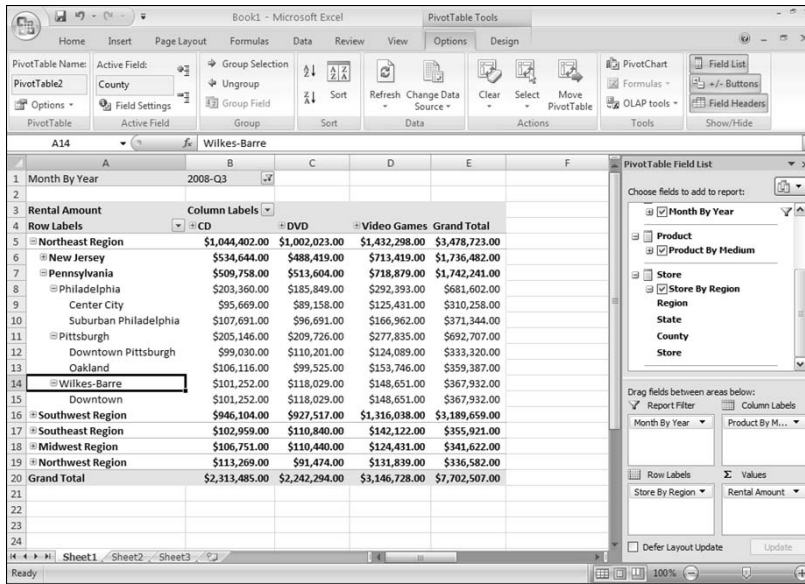 Book1 - Microsoft Excel
PivotTable Tools
Home Insert Page Layout Formulas Data Review View Options Design
PivotTable Name: Active Field: Group Selection PivotChart Field List
PivotTable2 County Ungroup Sort Refresh Change Data Source Clear Select Move PivotTable Formulas +/- Buttons
Options Field Settings Group Field OLAP tools Field Headers
PivotTable Active Field Group Sort Data Actions Tools Show/Hide
A14 fx Wilkes-Barre
A B C D E F
1 Month By Year 2008-Q3
2
3 Rental Amount Column Labels
4 Row Labels CD DVD Video Games Grand Total
5 Northeast Region $1,044,402.00 $1,002,023.00 $1,432,298.00 $3,478,723.00
6 New Jersey $534,644.00 $488,419.00 $713,419.00 $1,736,482.00
7 Pennsylvania $509,758.00 $513,604.00 $718,879.00 $1,742,241.00
8 Philadelphia $203,360.00 $185,849.00 $292,393.00 $681,602.00
9 Center City $95,669.00 $89,158.00 $125,431.00 $310,258.00
10 Suburban Philadelphia $107,691.00 $96,691.00 $166,962.00 $371,344.00
11 Pittsburgh $205,146.00 $209,726.00 $277,835.00 $692,707.00
12 Downtown Pittsburgh $99,030.00 $110,201.00 $124,089.00 $333,320.00
13 Oakland $106,116.00 $99,525.00 $153,746.00 $359,387.00
14 Wilkes-Barre $101,252.00 $118,029.00 $148,651.00 $367,932.00
15 Downtown $101,252.00 $118,029.00 $148,651.00 $367,932.00
16 Southwest Region $946,104.00 $927,517.00 $1,316,038.00 $3,189,659.00
17 Southeast Region $102,959.00 $110,840.00 $142,122.00 $355,921.00
18 Midwest Region $106,751.00 $110,440.00 $124,431.00 $341,622.00
19 Northwest Region $113,269.00 $91,474.00 $131,839.00 $336,582.00
20 Grand Total $2,313,485.00 $2,242,294.00 $3,146,728.00 $7,702,507.00
21
22
23
24
Sheet1 Sheet2 Sheet3
PivotTable Field List
Choose fields to add to report:
Month By Year
Product
Product By Medium
Store
Store By Region
Region
State
County
Store
Drag fields between areas below:
Report Filter Column Labels
Month By Year Product By M...
Row Labels Σ Values
Store By Region Rental Amount
Defer Layout Update Update
Ready 100%